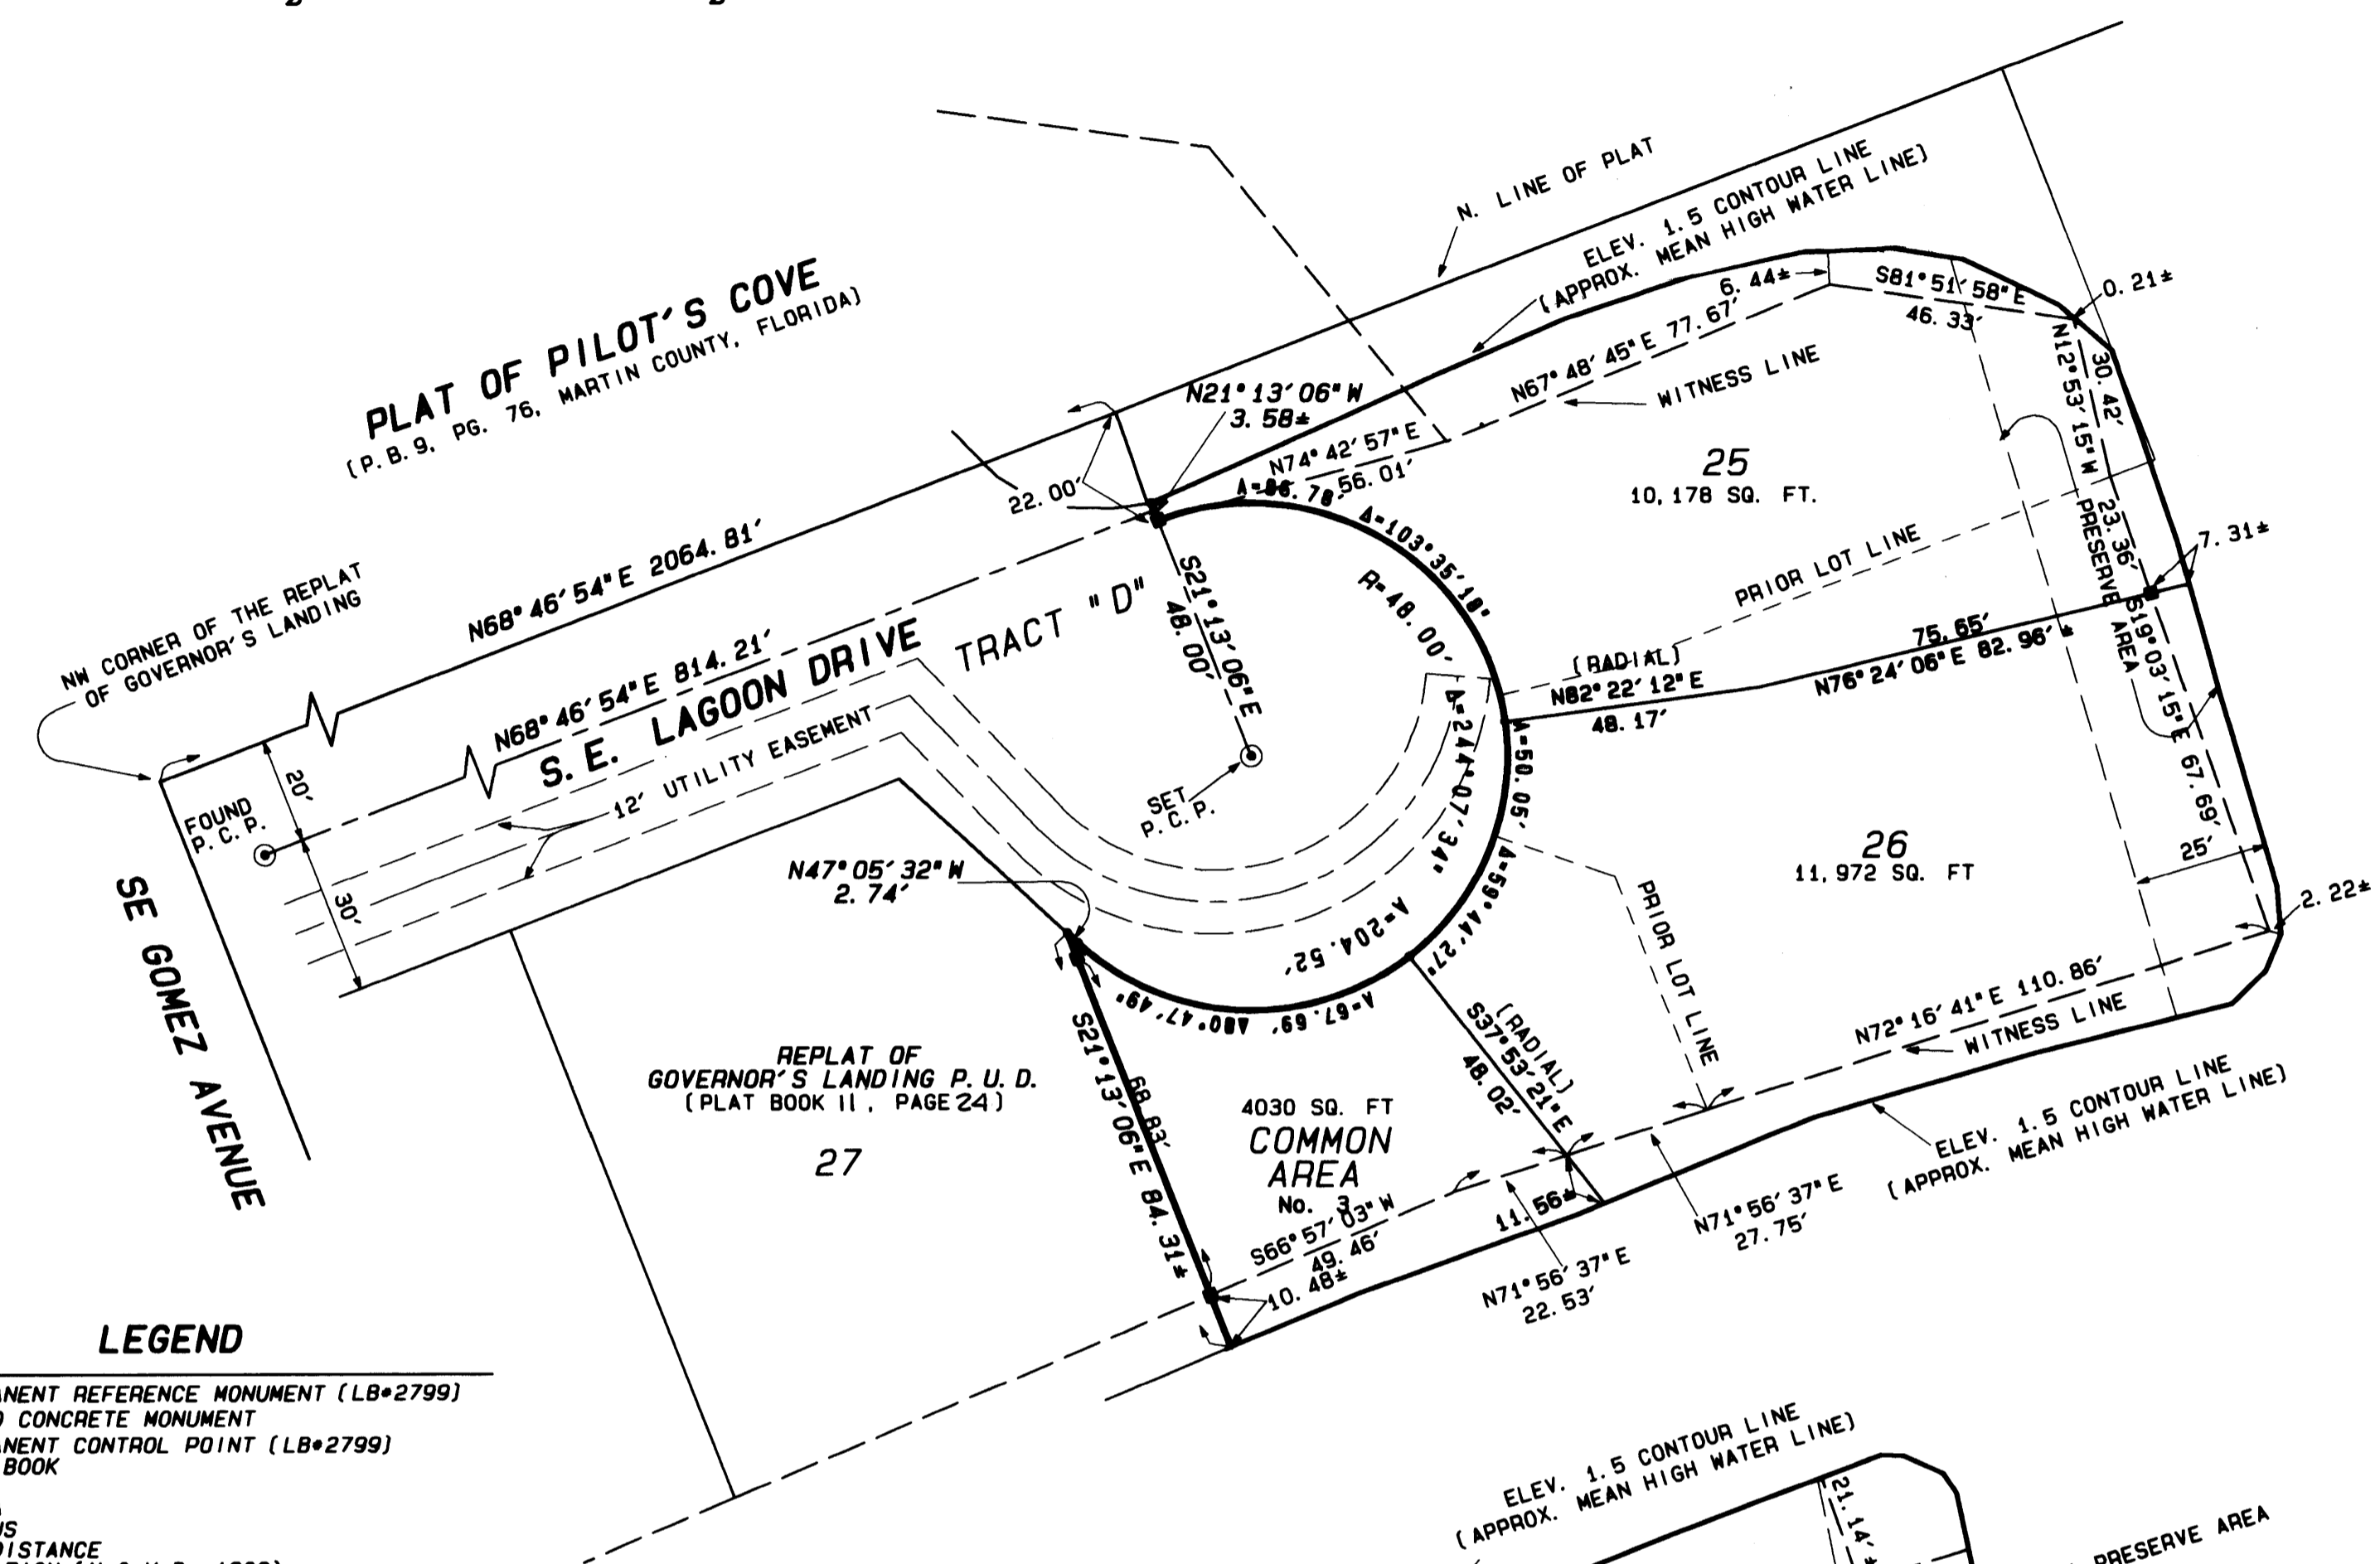 PLAT OF PILOT'S COVE
(P.B.9, PG. 76, MARTIN COUNTY, FLORIDA)
N. LINE OF PLAT
ELEV. 1.5 CONTOUR LINE
(APPROX. MEAN HIGH WATER LINE)
6.44±
S81°51'58"E
46.33'
0.21±
N67°48'45"E 77.67'
WITNESS LINE
N12°53'15"W
30.42'
23.36'
N21°13'06"W
3.58±
N74°42'57"E
56.01'
22.00'
25
10,178 SQ. FT.
PRESERVE AREA
7.31±
Δ=103°35'18"
R=48.00'
S21°13'06"E
48.00'
PRIOR LOT LINE
(RADIAL)
N82°22'12"E
48.17'
75.65'
N76°24'06"E 82.96'±
NW CORNER OF THE REPLAT
OF GOVERNOR'S LANDING
N68°46'54"E 2064.81'
N68°46'54"E 814.21'
S.E. LAGOON DRIVE
TRACT "D"
12' UTILITY EASEMENT
20'
30'
FOUND
P.C.P.
SET
P.C.P.
SE GOMEZ AVENUE
Δ=244°07'34"
A=204.52'
A=50.05'
Δ=59°44'27"
A=67.69'
80°47'49"
N47°05'32"W
2.74'
26
11,972 SQ. FT
S19°03'15"E 67.69'
25'
2.22±
PRIOR LOT LINE
N72°16'41"E 110.86'
WITNESS LINE
ELEV. 1.5 CONTOUR LINE
(APPROX. MEAN HIGH WATER LINE)
(RADIAL)
S37°53'21"E
48.02'
REPLAT OF
GOVERNOR'S LANDING P.U.D.
(PLAT BOOK 11, PAGE 24)
27
68.83'
S21°13'06"E 84.31±
4030 SQ. FT
COMMON
AREA
No. 3
S66°57'03"W
49.46'
10.48±
11.56±
N71°56'37"E
22.53'
N71°56'37"E
27.75'
LEGEND
NENT REFERENCE MONUMENT (LB#2799)
CONCRETE MONUMENT
NENT CONTROL POINT (LB#2799)
BOOK
US
DISTANCE
ELEV. 1.5 CONTOUR LINE
(APPROX. MEAN HIGH WATER LINE)
21.14'
PRESERVE AREA